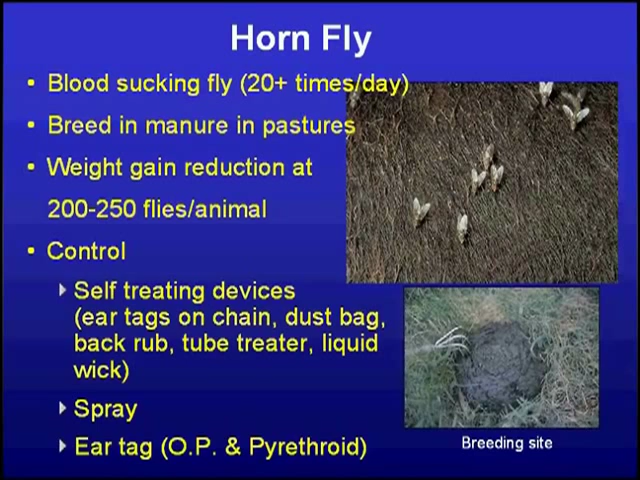 Horn Fly
• Blood sucking fly (20+ times/day)
• Breed in manure in pastures
• Weight gain reduction at
200-250 flies/animal
• Control
Self treating devices
(ear tags on chain, dust bag,
back rub, tube treater, liquid
wick)
Spray
Ear tag (O.P. & Pyrethroid)
Breeding site